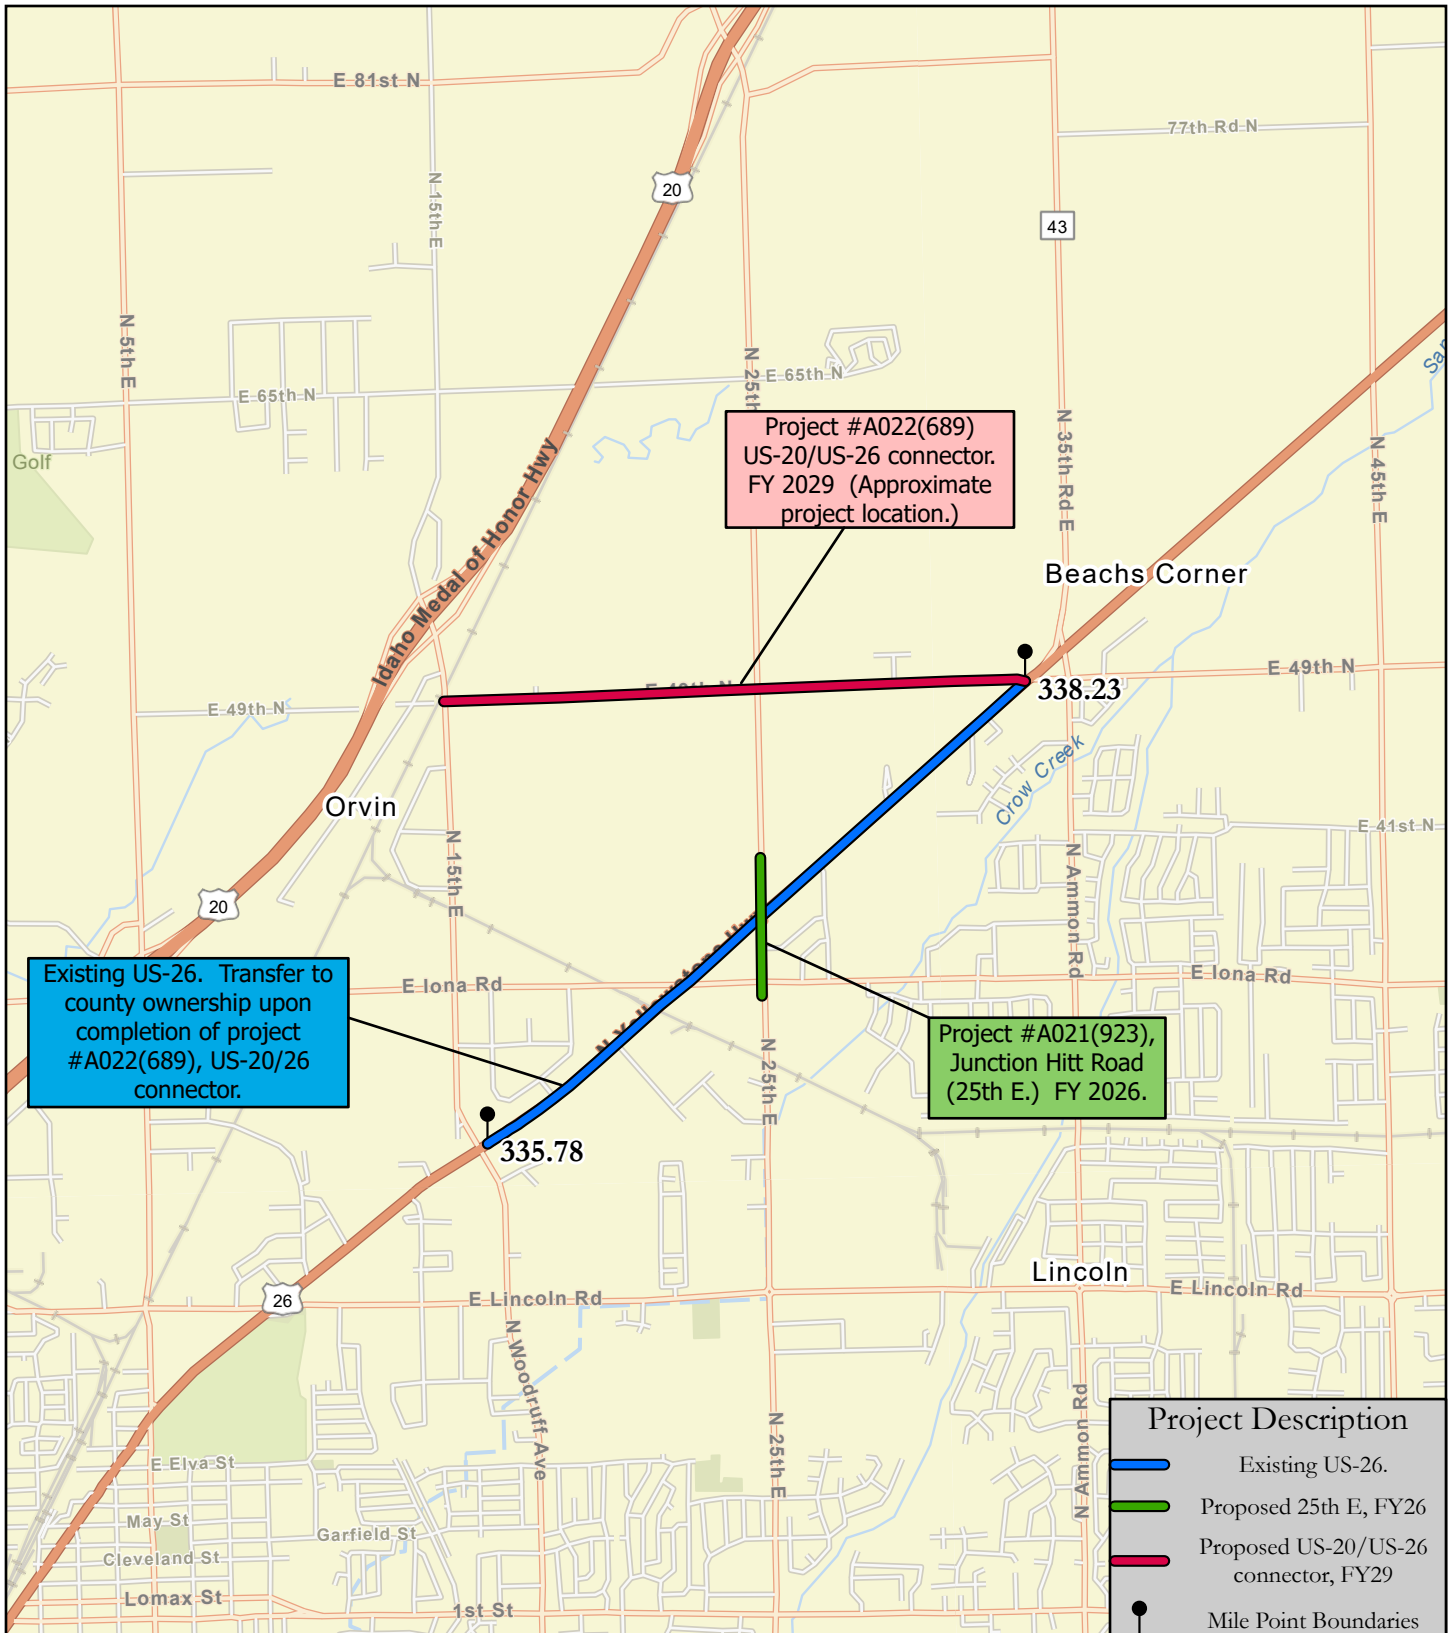 E 81st N
77th Rd N
N 15th E
20
43
N 5th E
N 25th
E 65th N
E 65th N
Golf
Idaho Medal of Honor Hwy
N 35th Rd E
N 45th E
Project #A022(689)
US-20/US-26 connector.
FY 2029 (Approximate
project location.)
Beachs Corner
E 49th N
338.23
E 49th N
Crow Creek
Orvin
E 41st N
N 15th E
N Ammon Rd
20
Existing US-26. Transfer to
county ownership upon
completion of project
#A022(689), US-20/26
connector.
E Iona Rd
E Iona Rd
N Yellowstone Hwy
Project #A021(923),
Junction Hitt Road
(25th E.) FY 2026.
N 25th E
335.78
Lincoln
26
E Lincoln Rd
E Lincoln Rd
N Woodruff Ave
N 25th E
N Ammon Rd
E Elva St
May St
Garfield St
Cleveland St
Lomax St
1st St
Project Description
Existing US-26.
Proposed 25th E, FY26
Proposed US-20/US-26
connector, FY29
Mile Point Boundaries